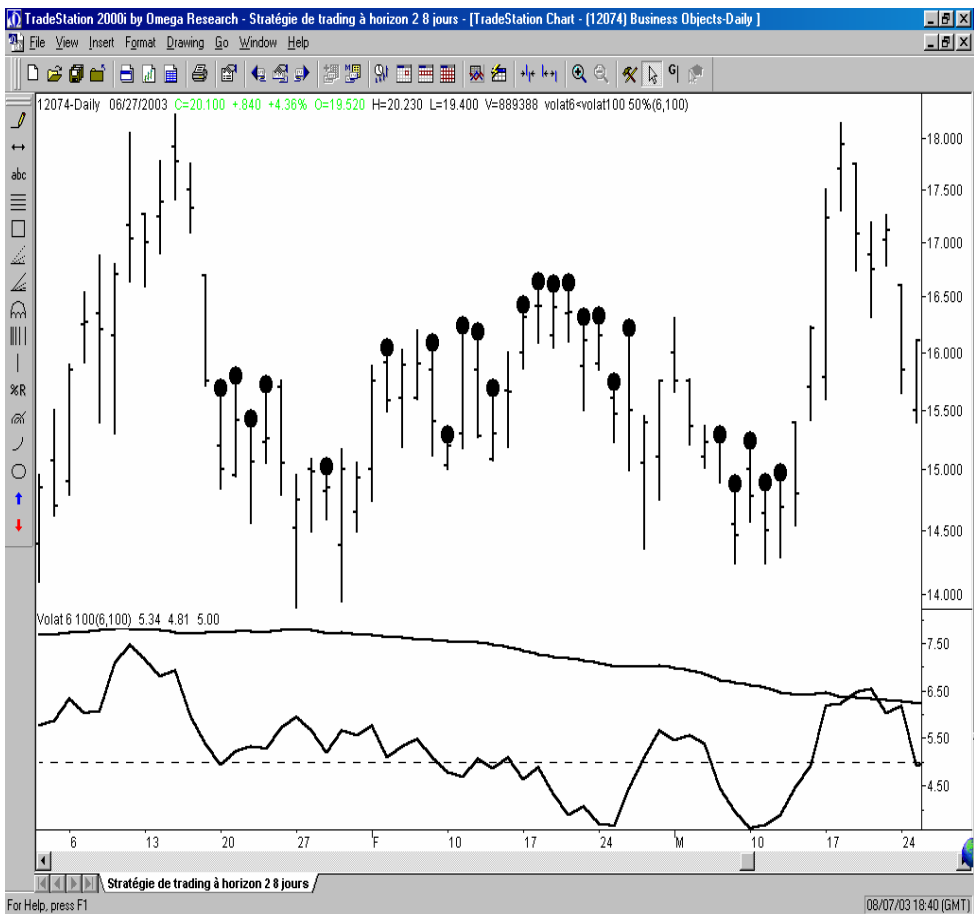 TradeStation 2000i by Omega Research - Stratégie de trading à horizon 2 8 jours - [TradeStation Chart - (12074) Business Objects-Daily ]
File View Insert Format Drawing Go Window Help
12074-Daily 06/27/2003 C=20.100 +.840 +4.36% O=19.520 H=20.230 L=19.400 V=889388 volat6<volat100 50%(6,100)
abc
%R
18.000
17.500
17.000
16.500
16.000
15.500
15.000
14.500
14.000
Volat 6 100(6,100) 5.34 4.81 5.00
7.50
6.50
5.50
4.50
6 13 20 27 F 10 17 24 M 10 17 24
Stratégie de trading à horizon 2 8 jours
For Help, press F1 08/07/03 18:40 (GMT)